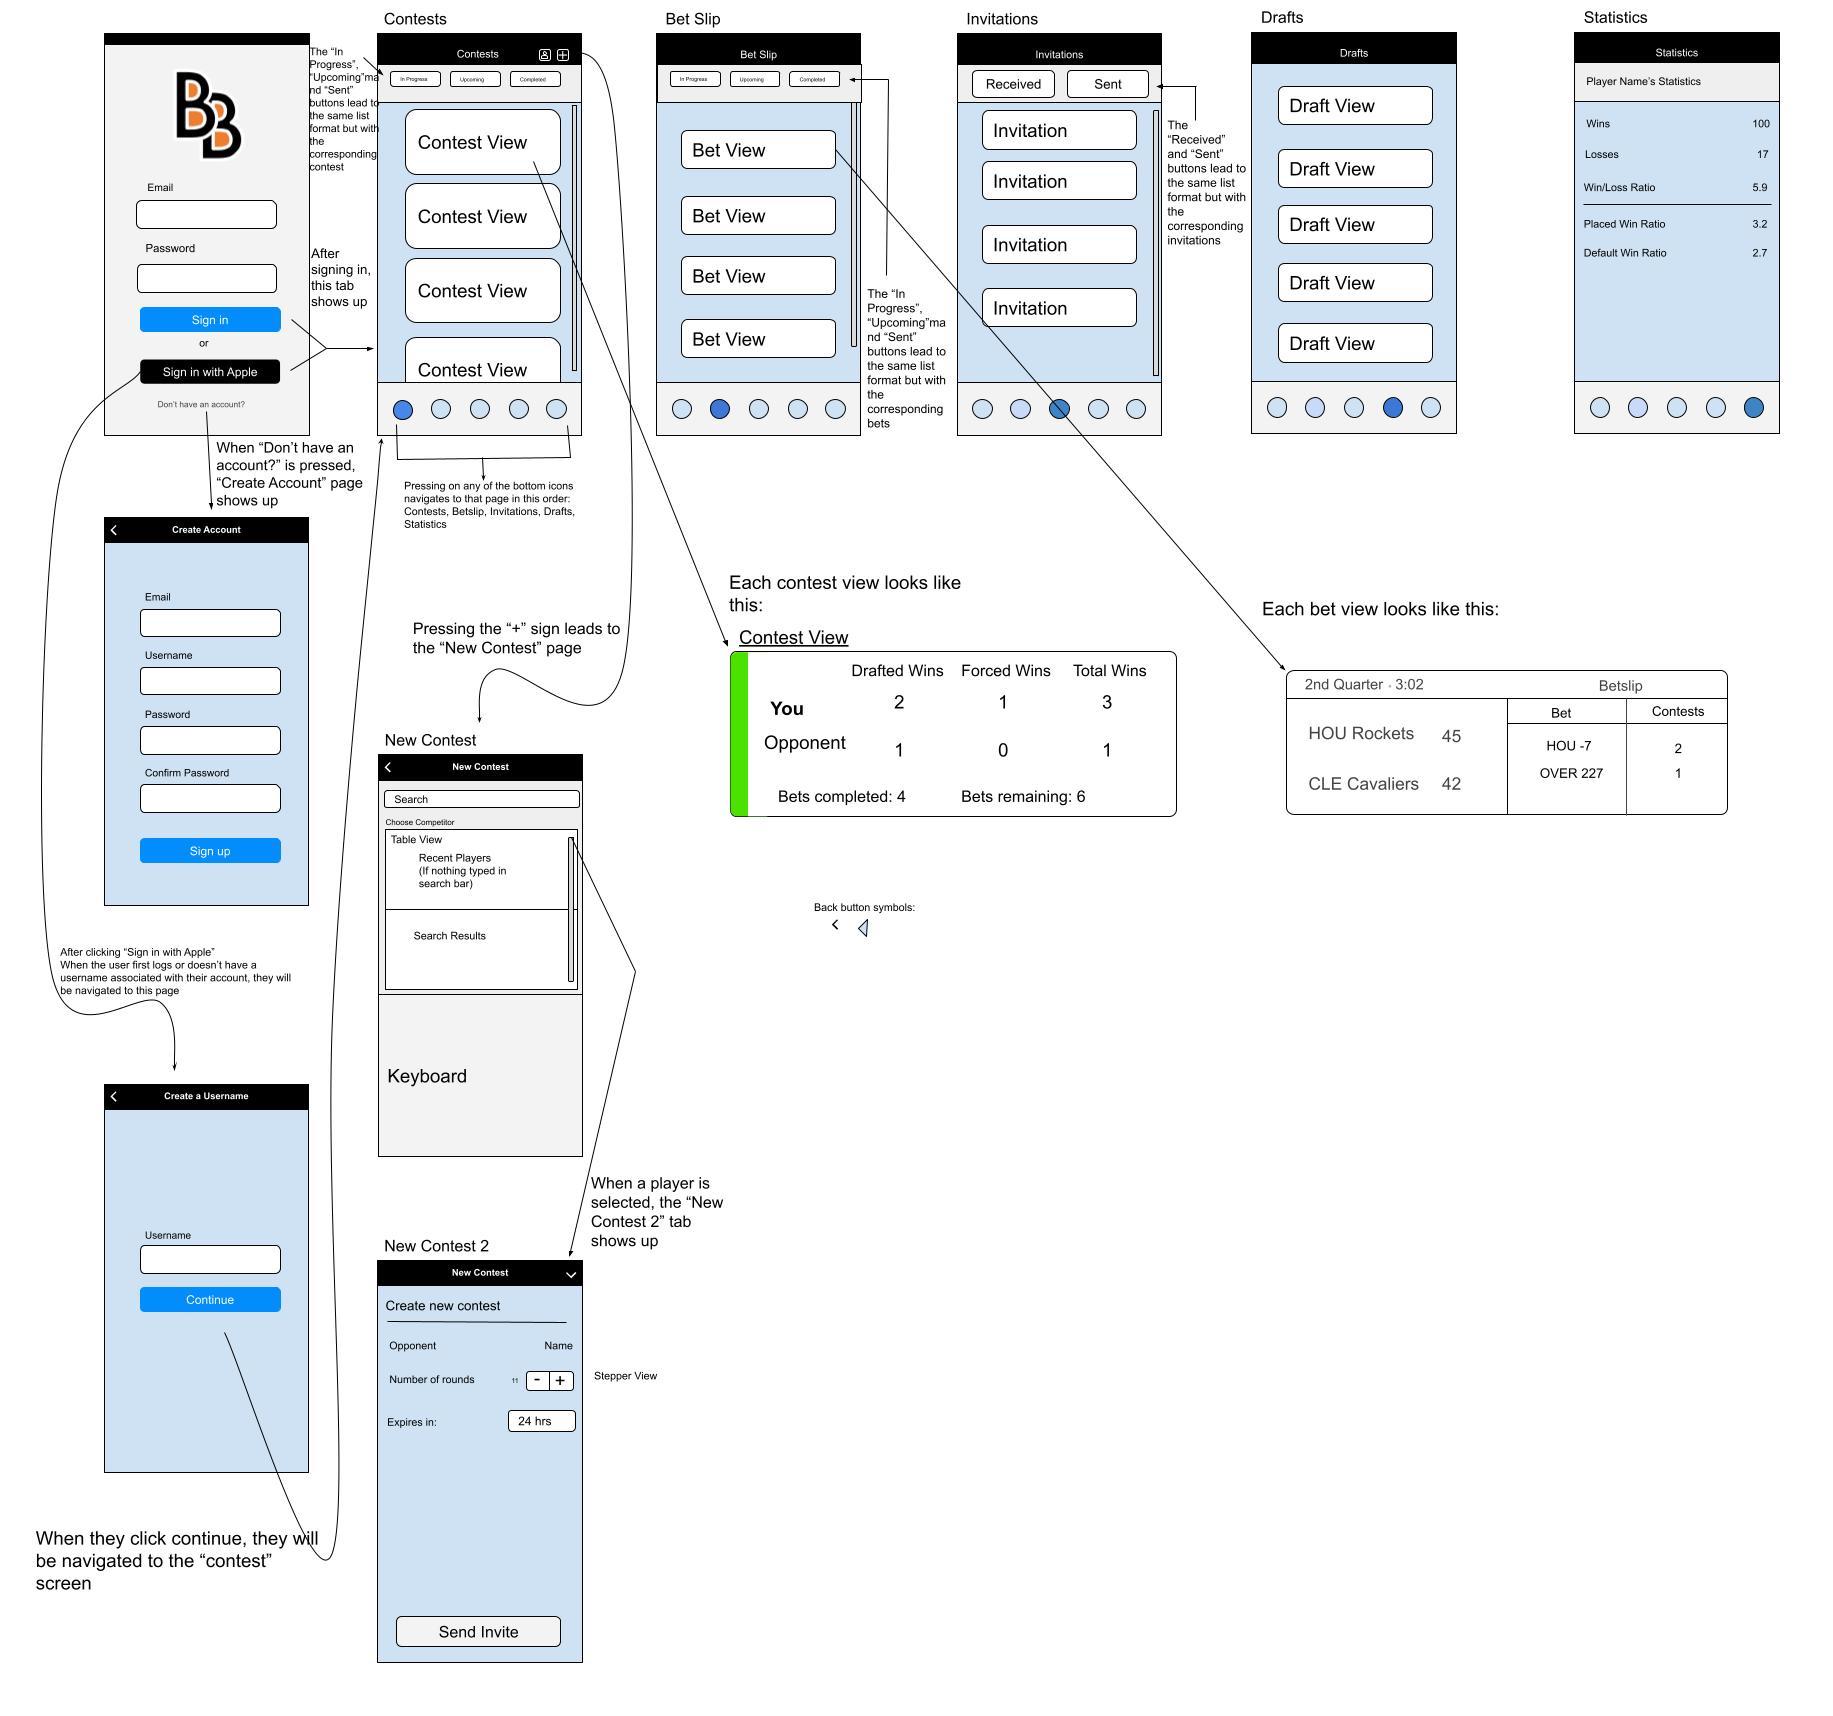 Contests
Bet Slip
Invitations
Drafts
Statistics
BB
Email
Password
Sign in
or
Sign in with Apple
Don't have an account?
The “In
Progress”,
“Upcoming”ma
nd “Sent”
buttons lead to
the same list
format but with
the
corresponding
contest
After
signing in,
this tab
shows up
Contests
In Progress
Upcoming
Completed
Contest View
Contest View
Contest View
Contest View
Pressing on any of the bottom icons
navigates to that page in this order:
Contests, Betslip, Invitations, Drafts,
Statistics
Bet Slip
In Progress
Upcoming
Completed
Bet View
Bet View
Bet View
Bet View
The “In
Progress”,
“Upcoming”ma
nd “Sent”
buttons lead to
the same list
format but with
the
corresponding
bets
Invitations
Received
Sent
Invitation
Invitation
Invitation
Invitation
The
“Received”
and “Sent”
buttons lead to
the same list
format but with
the
corresponding
invitations
Drafts
Draft View
Draft View
Draft View
Draft View
Draft View
Statistics
Player Name’s Statistics
Wins 100
Losses 17
Win/Loss Ratio 5.9
Placed Win Ratio 3.2
Default Win Ratio 2.7
When “Don’t have an
account?” is pressed,
“Create Account” page
shows up
Create Account
Email
Username
Password
Confirm Password
Sign up
After clicking “Sign in with Apple”
When the user first logs or doesn’t have a
username associated with their account, they will
be navigated to this page
Create a Username
Username
Continue
When they click continue, they will
be navigated to the “contest”
screen
Pressing the “+” sign leads to
the “New Contest” page
New Contest
New Contest
Search
Choose Competitor
Table View
Recent Players
(If nothing typed in
search bar)
Search Results
Keyboard
When a player is
selected, the “New
Contest 2” tab
shows up
New Contest 2
New Contest
Create new contest
Opponent Name
Number of rounds 11 - +
Stepper View
Expires in: 24 hrs
Send Invite
Each contest view looks like
this:
Contest View
Drafted Wins Forced Wins Total Wins
You 2 1 3
Opponent 1 0 1
Bets completed: 4 Bets remaining: 6
Back button symbols:
Each bet view looks like this:
2nd Quarter · 3:02 Betslip
Bet Contests
HOU Rockets 45
CLE Cavaliers 42
HOU -7 2
OVER 227 1